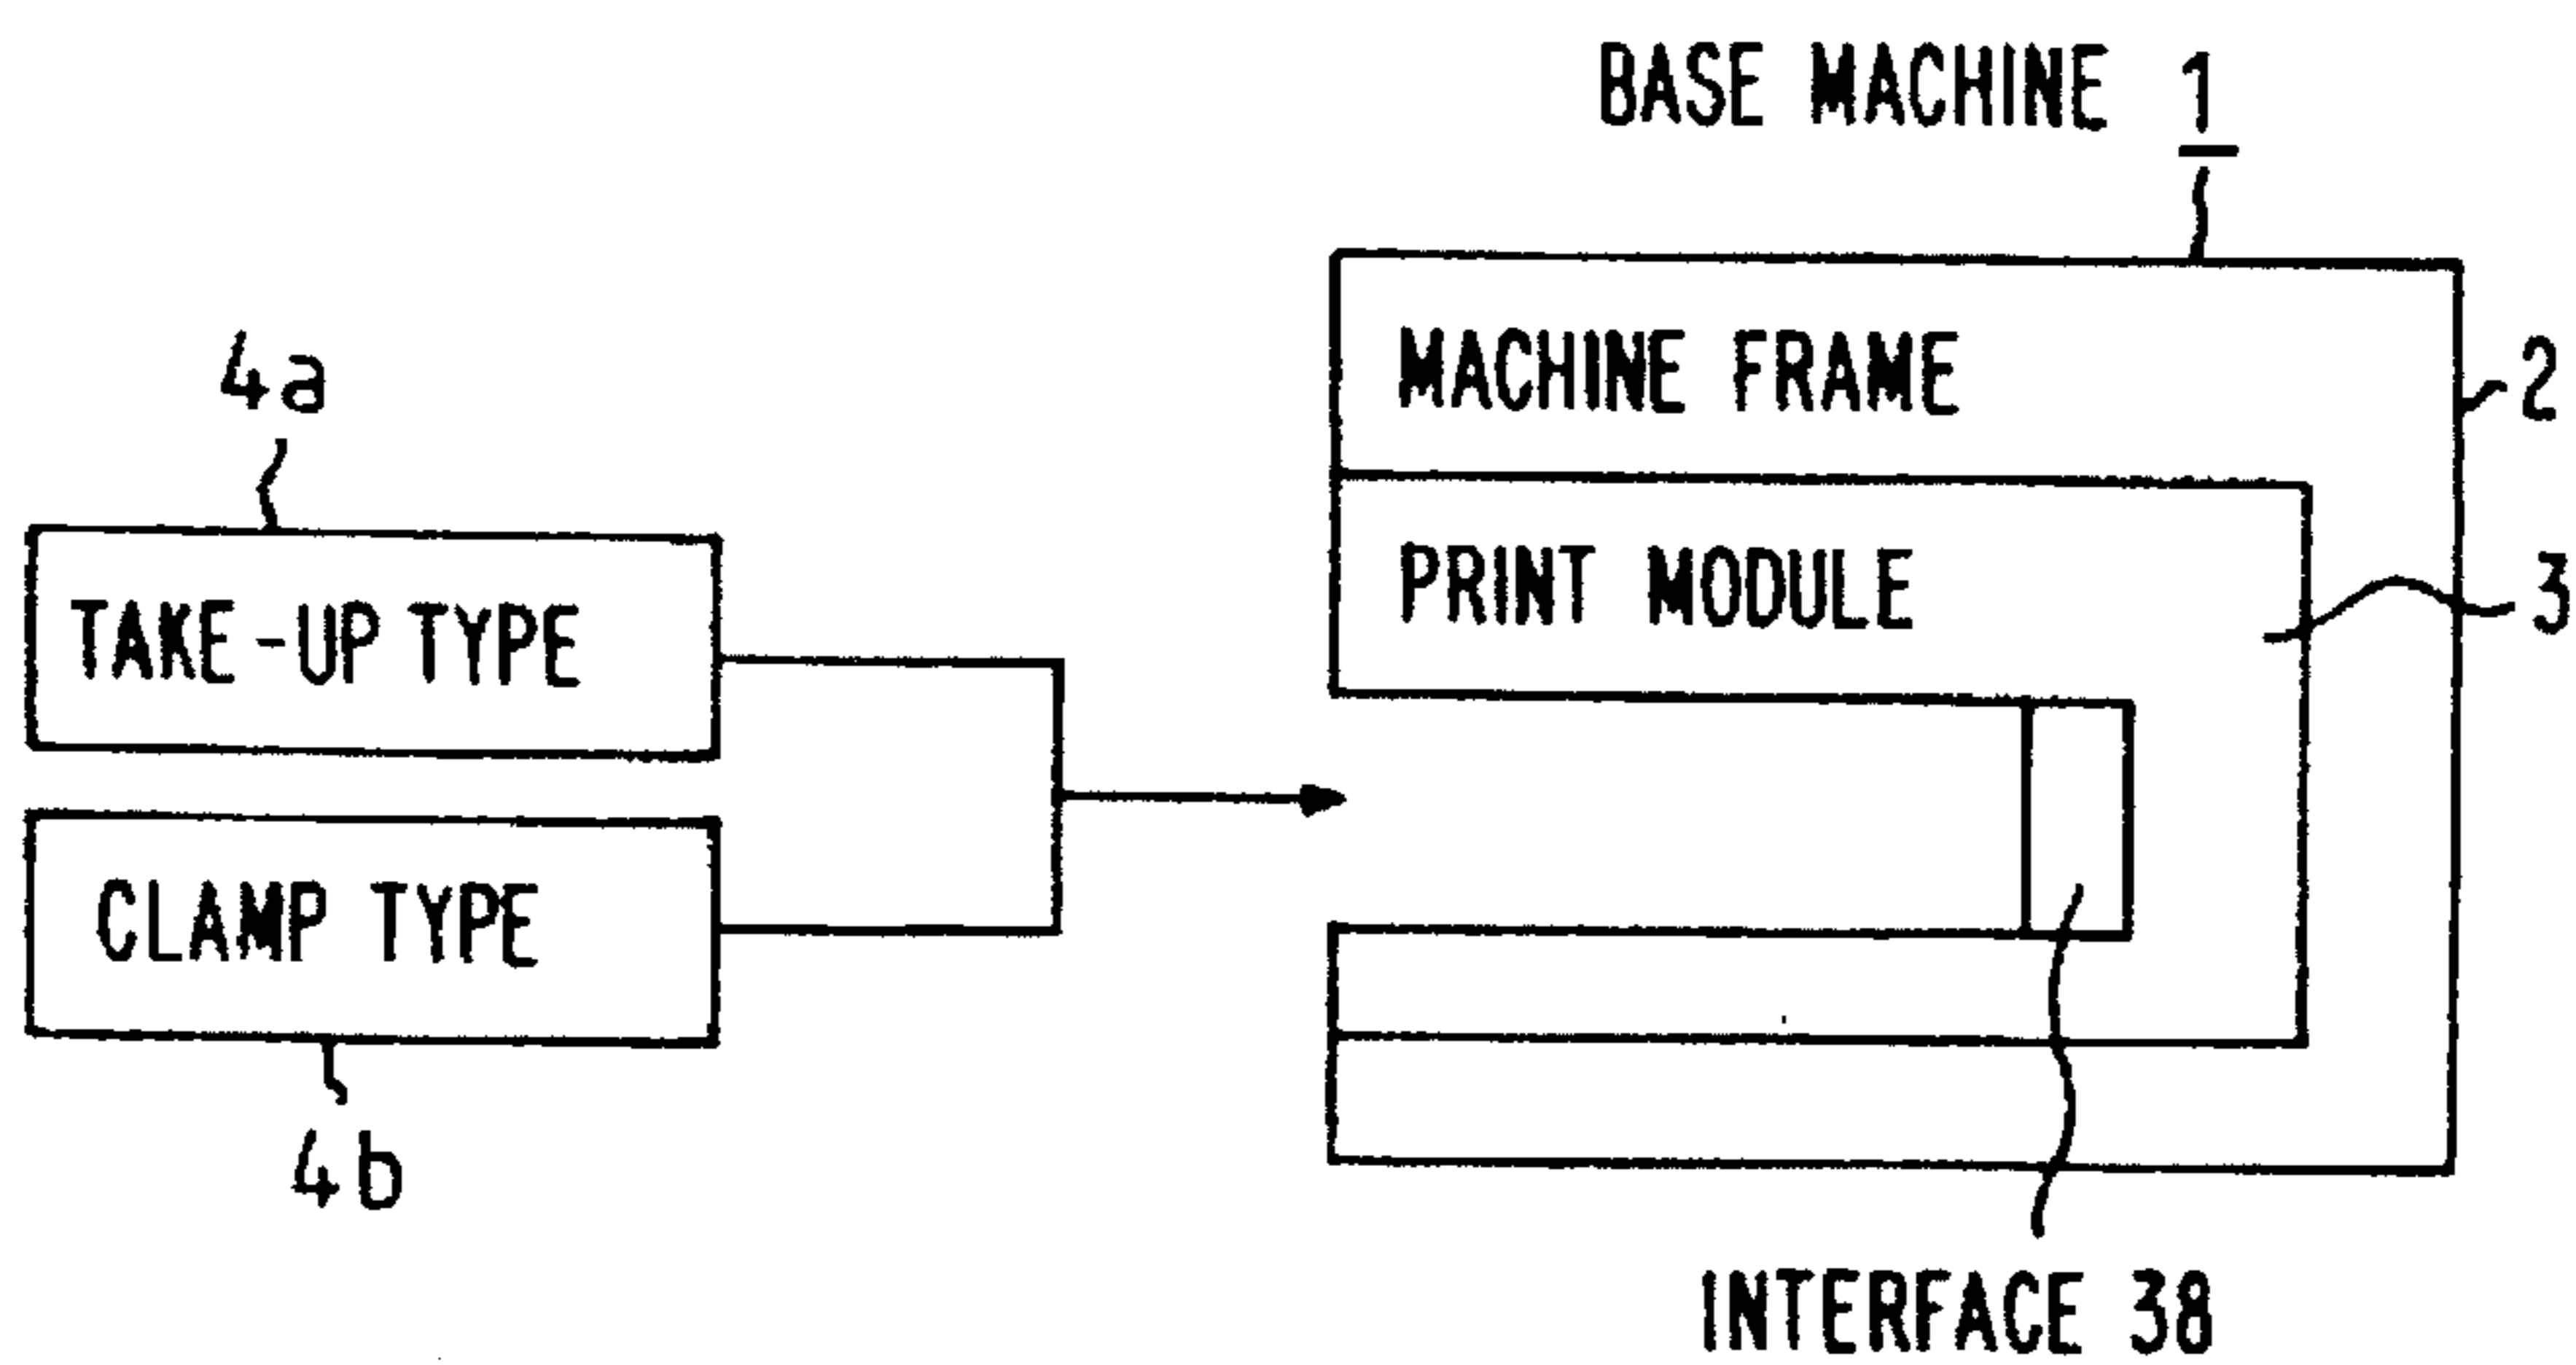 BASE MACHINE 1
MACHINE FRAME
2
4a
PRINT MODULE
3
TAKE-UP TYPE
CLAMP TYPE
4b
INTERFACE 38